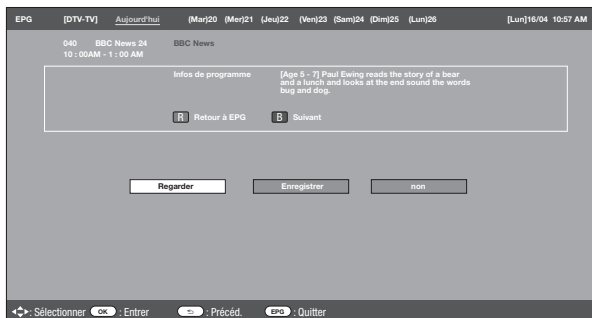 EPG [DTV-TV] Aujourd'hui (Mar)20 (Mer)21 (Jeu)22 (Ven)23 (Sam)24 (Dim)25 (Lun)26 [Lun]16/04 10:57 AM
040 BBC News 24 BBC News
10 : 00AM - 1 : 00 AM
Infos de programme [Age 5 - 7] Paul Ewing reads the story of a bear
and a lunch and looks at the end sound the words
bug and dog.
R Retour à EPG B Suivant
Regarder Enregistrer non
: Sélectionner OK : Entrer : Précéd. EPG : Quitter